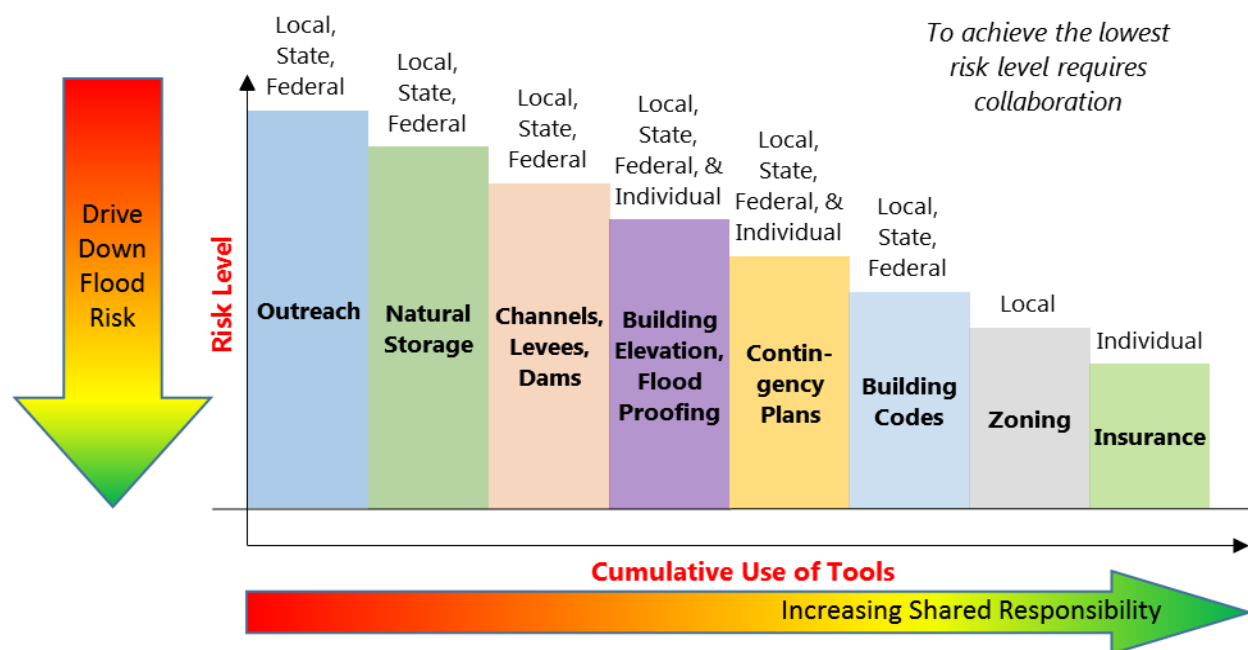 To achieve the lowest
risk level requires
collaboration
Drive
Down
Flood
Risk
Risk Level
Local,
State,
Federal
Outreach
Local,
State,
Federal
Natural
Storage
Local,
State,
Federal
Channels,
Levees,
Dams
Local,
State,
Federal, &
Individual
Building
Elevation,
Flood
Proofing
Local,
State,
Federal, &
Individual
Contin-
gency
Plans
Local,
State,
Federal
Building
Codes
Local
Zoning
Individual
Insurance
Cumulative Use of Tools
Increasing Shared Responsibility